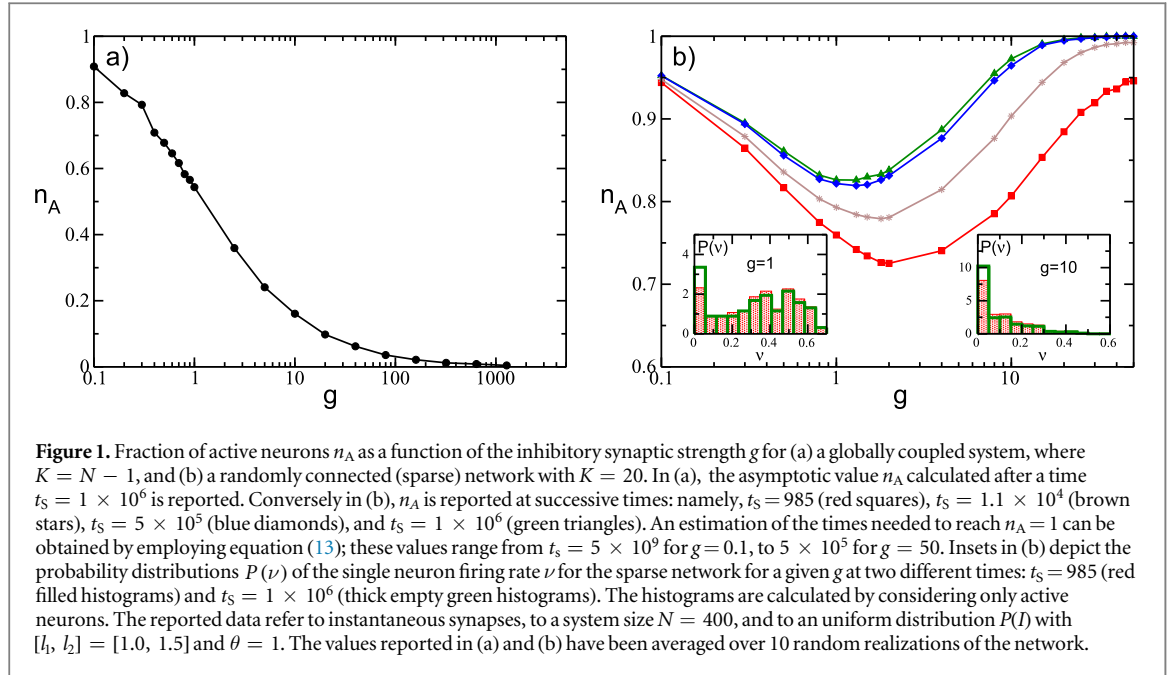 a)
1
0.8
0.6
n_A
0.4
0.2
0
0.1 1 10 100 1000
g
b)
1
0.9
n_A
0.8
0.7
0.6
P(ν)
4
2
0
g=1
0 0.2 0.4 0.6
ν
P(ν)
10
5
0
g=10
0 0.2 0.4 0.6
ν
0.1 1 10
g
Figure 1. Fraction of active neurons n_A as a function of the inhibitory synaptic strength g for (a) a globally coupled system, where
K = N − 1, and (b) a randomly connected (sparse) network with K = 20. In (a), the asymptotic value n_A calculated after a time
t_S = 1 × 10^6 is reported. Conversely in (b), n_A is reported at successive times: namely, t_S = 985 (red squares), t_S = 1.1 × 10^4 (brown
stars), t_S = 5 × 10^5 (blue diamonds), and t_S = 1 × 10^6 (green triangles). An estimation of the times needed to reach n_A = 1 can be
obtained by employing equation (13); these values range from t_s = 5 × 10^9 for g = 0.1, to 5 × 10^5 for g = 50. Insets in (b) depict the
probability distributions P(ν) of the single neuron firing rate ν for the sparse network for a given g at two different times: t_S = 985 (red
filled histograms) and t_S = 1 × 10^6 (thick empty green histograms). The histograms are calculated by considering only active
neurons. The reported data refer to instantaneous synapses, to a system size N = 400, and to an uniform distribution P(I) with
[l_1, l_2] = [1.0, 1.5] and θ = 1. The values reported in (a) and (b) have been averaged over 10 random realizations of the network.